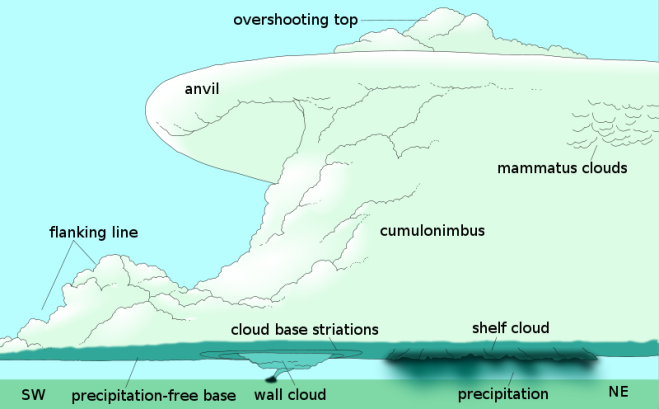 overshooting top
anvil
mammatus clouds
flanking line
cumulonimbus
cloud base striations
shelf cloud
SW
precipitation-free base
wall cloud
precipitation
NE